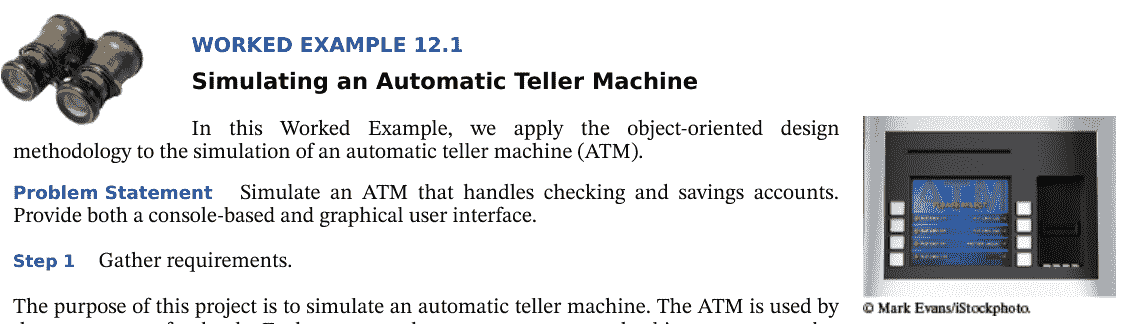 WORKED EXAMPLE 12.1
Simulating an Automatic Teller Machine
In this Worked Example, we apply the object-oriented design
methodology to the simulation of an automatic teller machine (ATM).
Problem Statement Simulate an ATM that handles checking and savings accounts.
Provide both a console-based and graphical user interface.
Step 1 Gather requirements.
The purpose of this project is to simulate an automatic teller machine. The ATM is used by
ATM
© Mark Evans/iStockphoto.